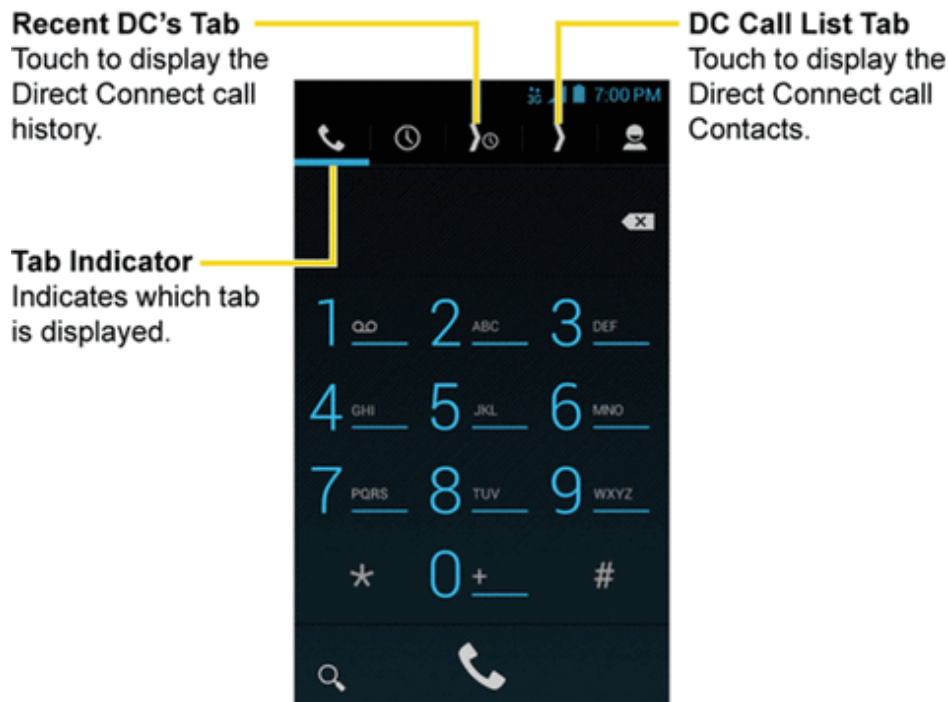 Recent DC's Tab
Touch to display the
Direct Connect call
history.
DC Call List Tab
Touch to display the
Direct Connect call
Contacts.
3G 7:00 PM
Tab Indicator
Indicates which tab
is displayed.
1 2 ABC 3 DEF
4 GHI 5 JKL 6 MNO
7 PQRS 8 TUV 9 WXYZ
* 0 + #